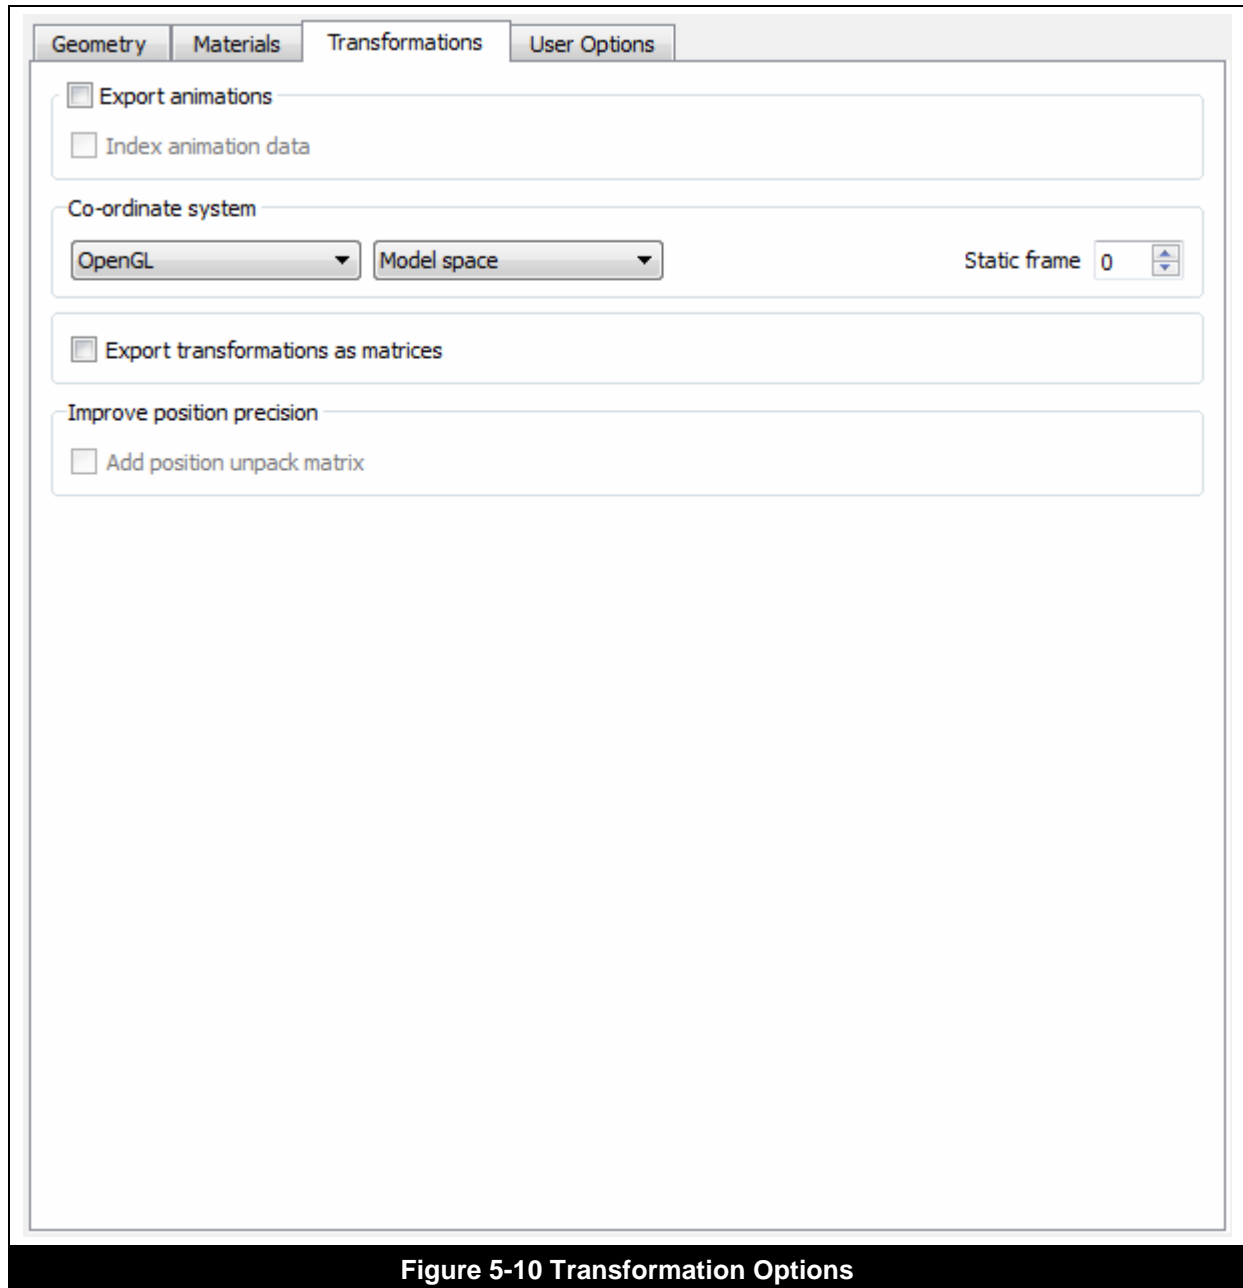 Geometry Materials Transformations User Options
Export animations
Index animation data
Co-ordinate system
OpenGL Model space Static frame 0
Export transformations as matrices
Improve position precision
Add position unpack matrix
Figure 5-10 Transformation Options